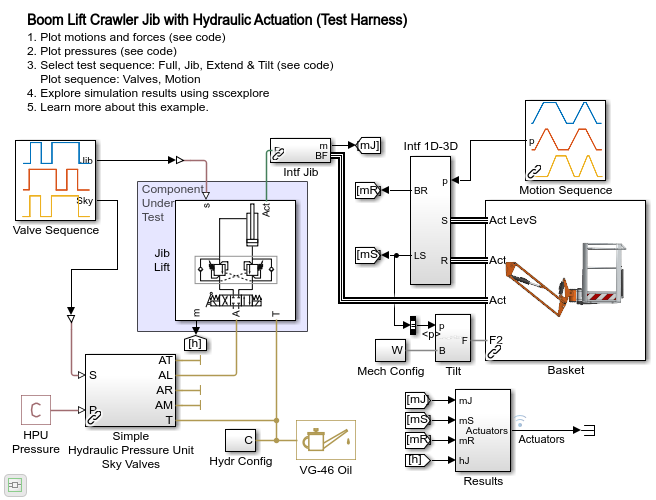 Boom Lift Crawler Jib with Hydraulic Actuation (Test Harness)
1. Plot motions and forces (see code)
2. Plot pressures (see code)
3. Select test sequence: Full, Jib, Extend & Tilt (see code)
Plot sequence: Valves, Motion
4. Explore simulation results using sscexplore
5. Learn more about this example.
Jib
Sky
Valve Sequence
Component
Under
Test
s
Act
Jib
Lift
m
A
T
[h]
F
m
BF
Intf Jib
[mJ]
Intf 1D-3D
p
BR
S
LS
R
[mR]
[mS]
p
Motion Sequence
Act LevS
Act
Act
F2
Basket
<p>
p
B
F
Tilt
W
Mech Config
S
P
AT
AL
AR
AM
T
Simple
Hydraulic Pressure Unit
Sky Valves
C
HPU
Pressure
C
Hydr Config
VG-46 Oil
[mJ]
[mS]
[mR]
[h]
mJ
mS
mR
hJ
Actuators
Results
Actuators